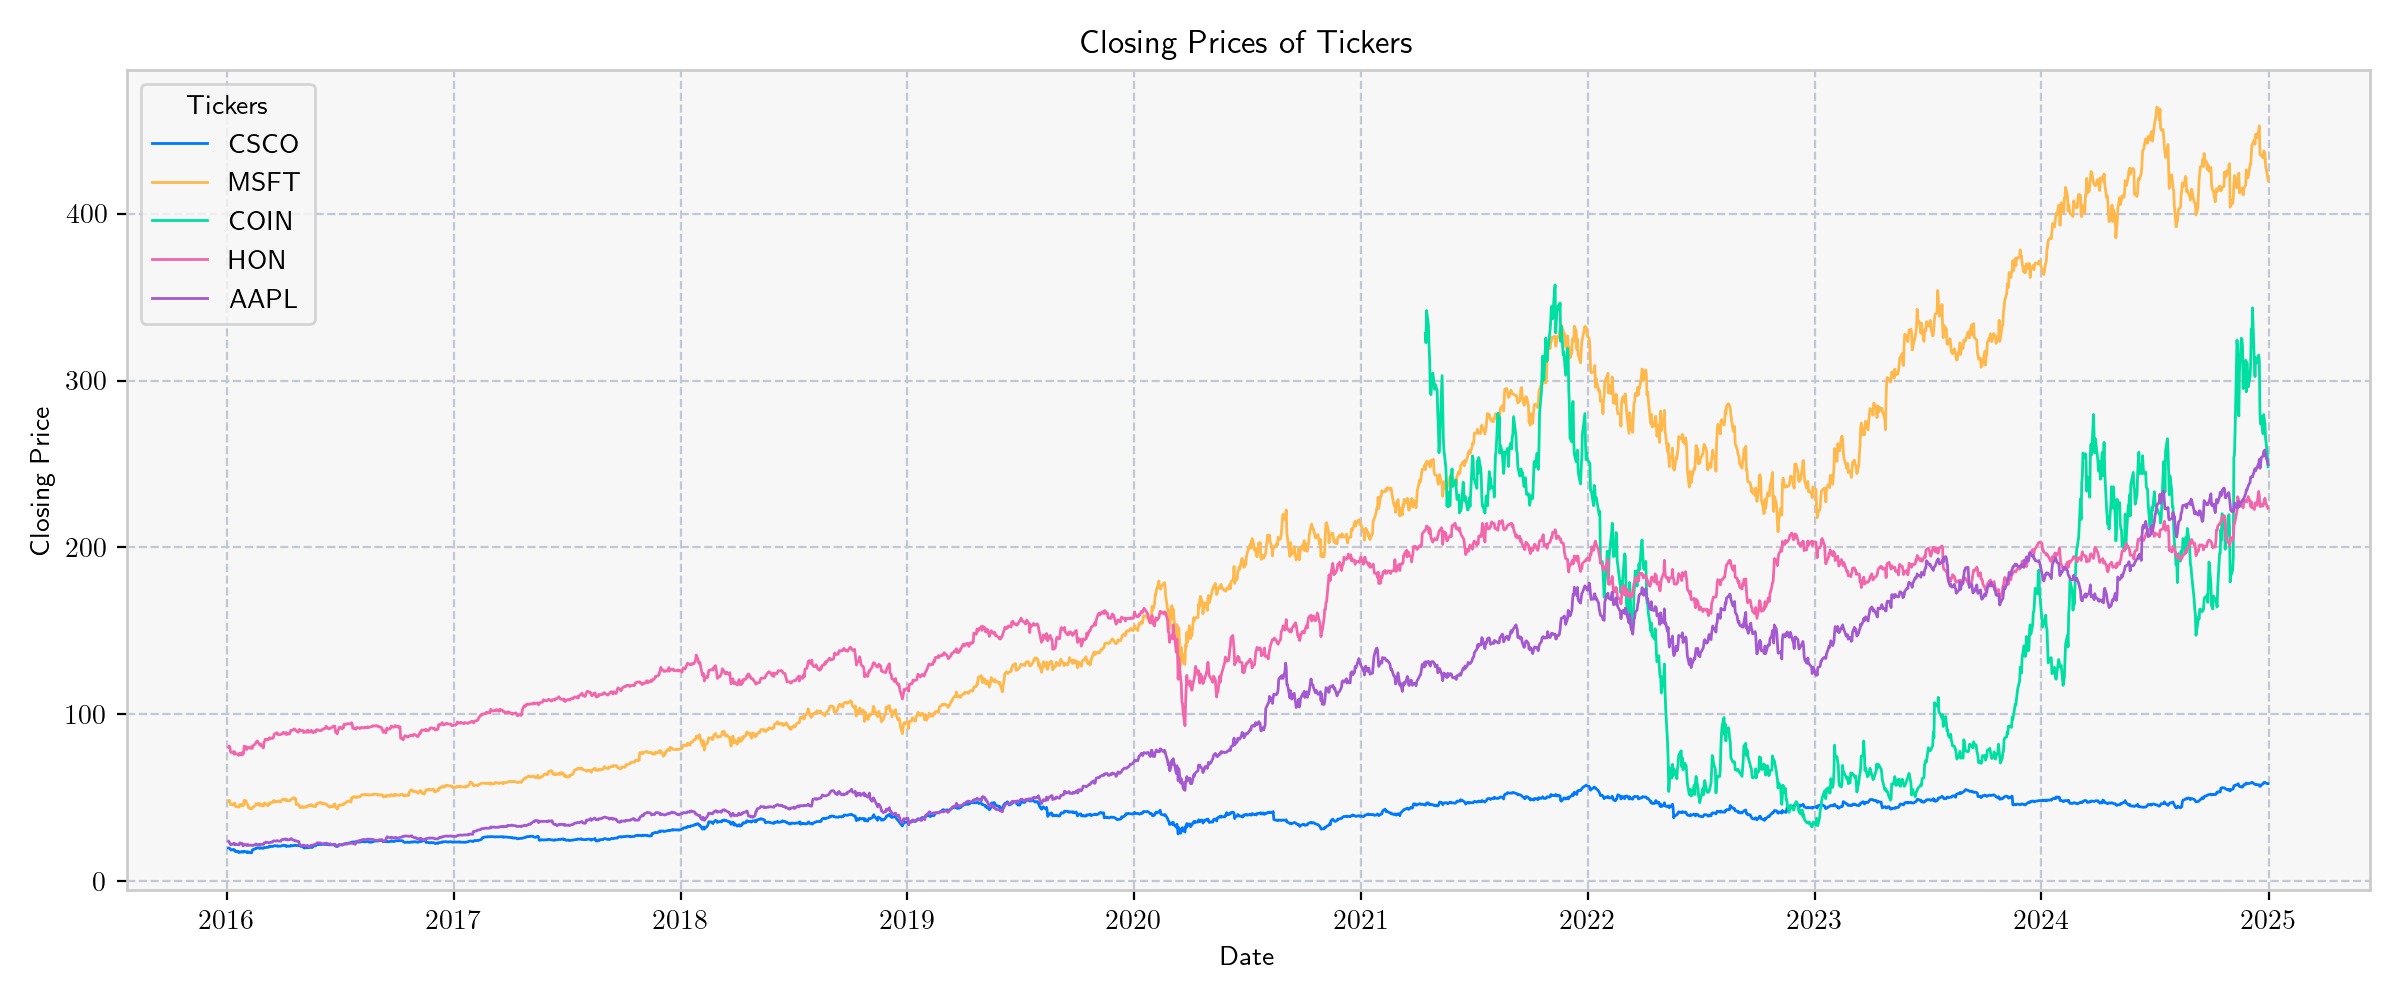 Closing Prices of Tickers
Tickers
CSCO
MSFT
COIN
HON
AAPL
Closing Price
400
300
200
100
0
2016 2017 2018 2019 2020 2021 2022 2023 2024 2025
Date